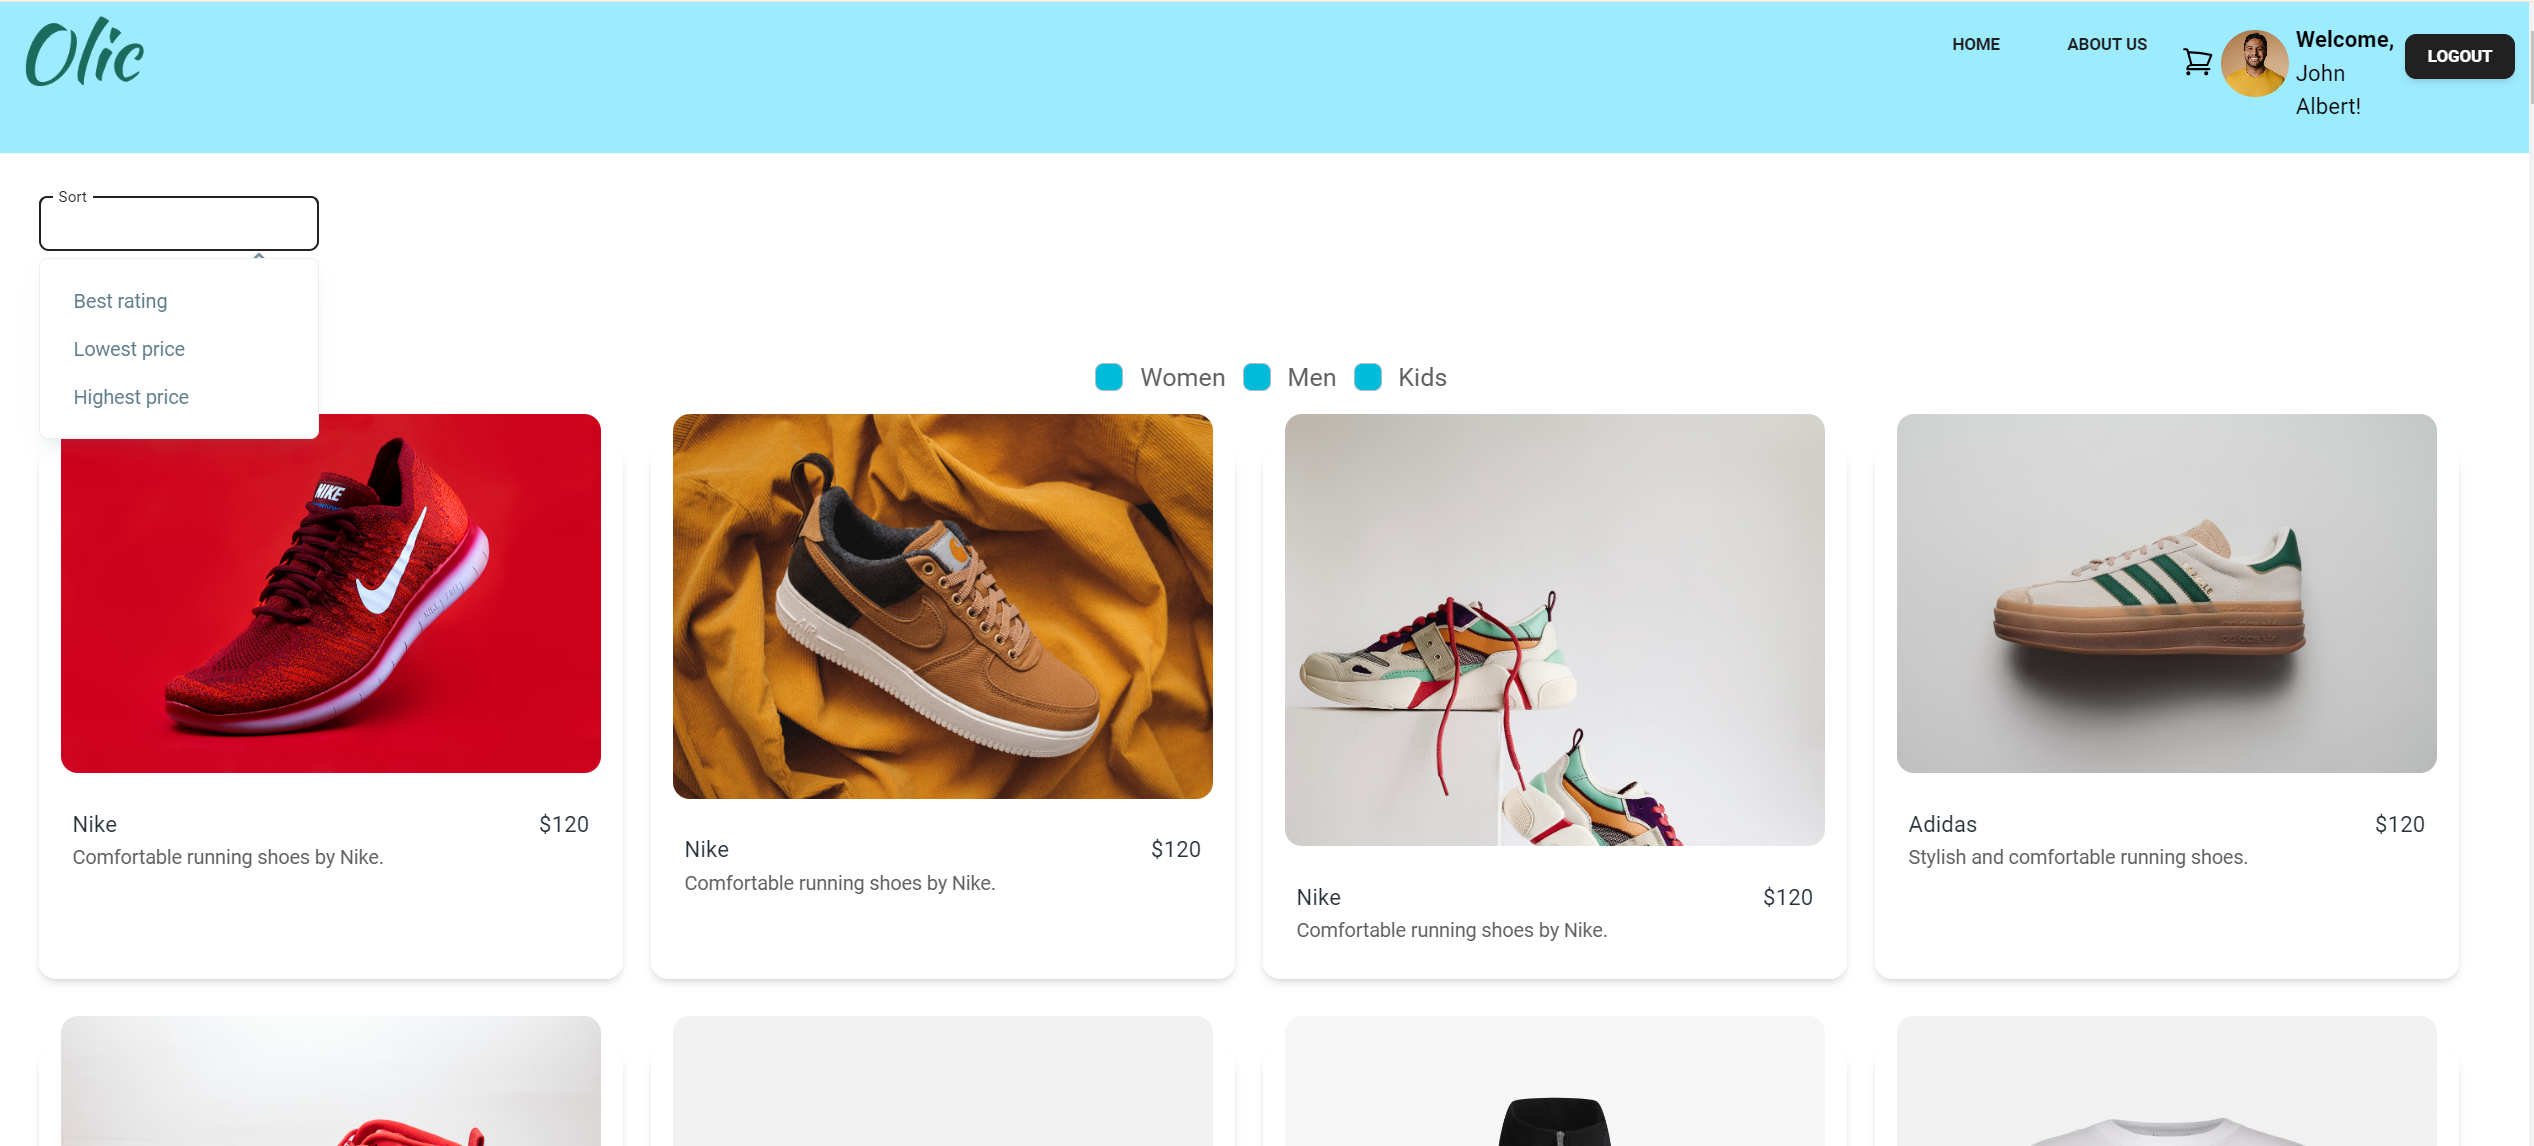 Olic
HOME
ABOUT US
Welcome,
John
Albert!
LOGOUT
Sort
Best rating
Lowest price
Highest price
Women
Men
Kids
NIKE
AIR
adidas
Nike
$120
Comfortable running shoes by Nike.
Nike
$120
Comfortable running shoes by Nike.
Nike
$120
Comfortable running shoes by Nike.
Adidas
$120
Stylish and comfortable running shoes.